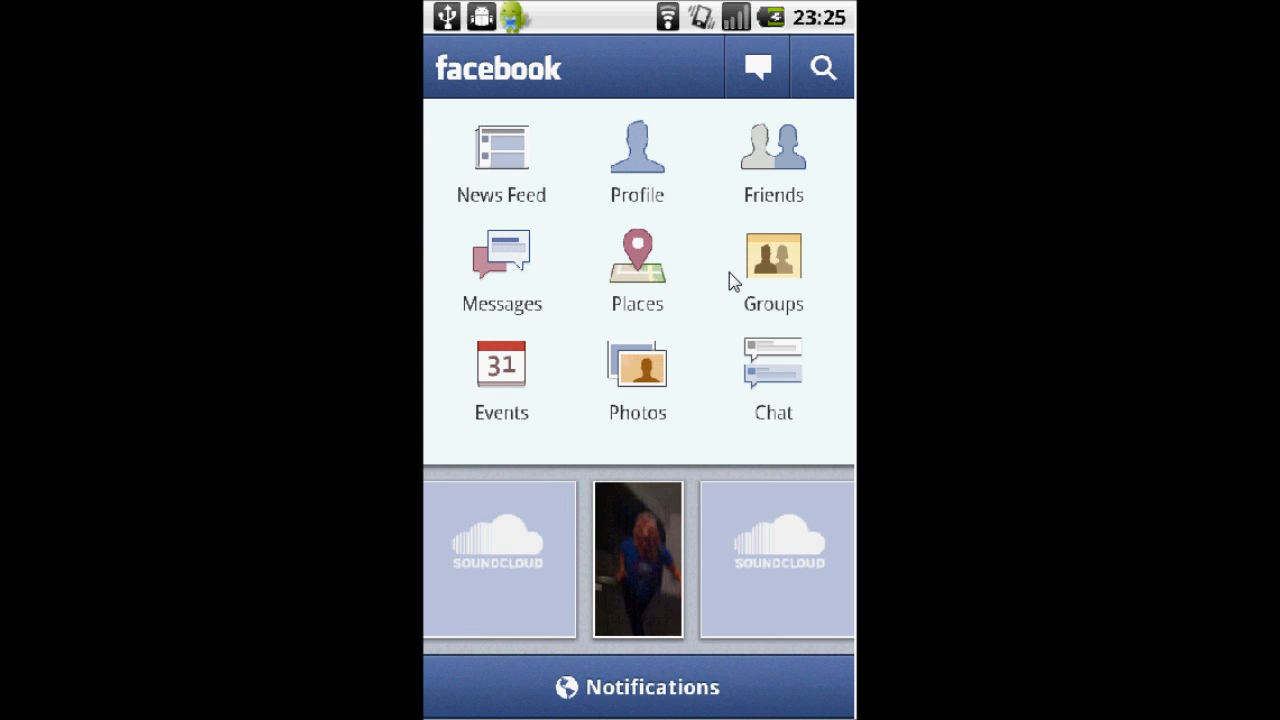 23:25
facebook
News Feed Profile Friends
Messages Places Groups
31
Events Photos Chat
SOUNDCLOUD SOUNDCLOUD
Notifications